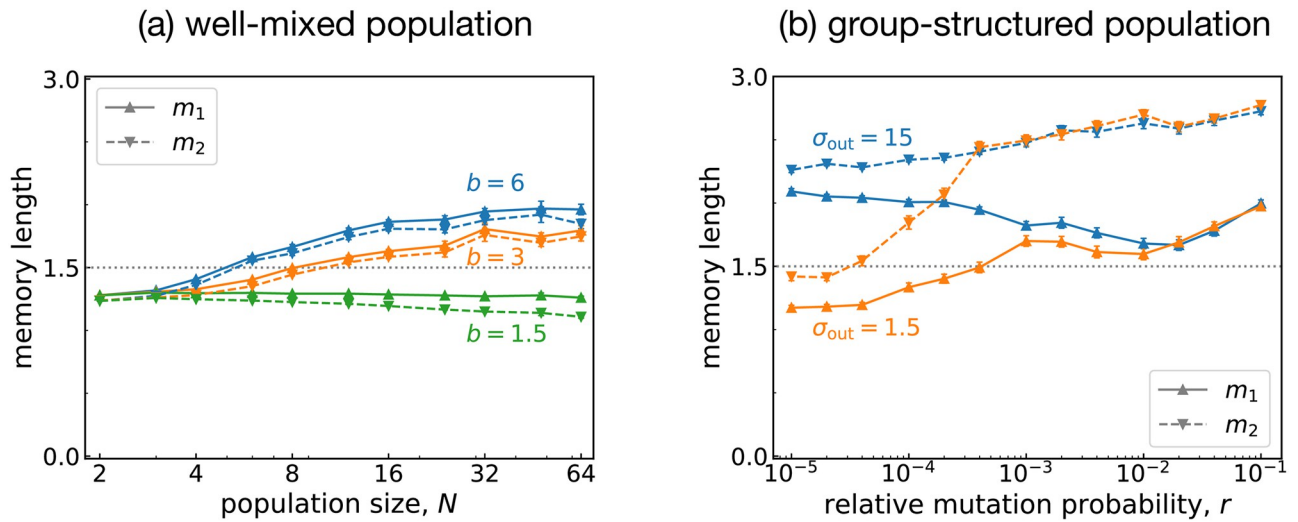 (a) well-mixed population
3.0
m₁
m₂
b = 6
b = 3
b = 1.5
1.5
0.0
memory length
2 4 8 16 32 64
population size, N
(b) group-structured population
3.0
σout = 15
σout = 1.5
1.5
0.0
memory length
m₁
m₂
10⁻⁵ 10⁻⁴ 10⁻³ 10⁻² 10⁻¹
relative mutation probability, r